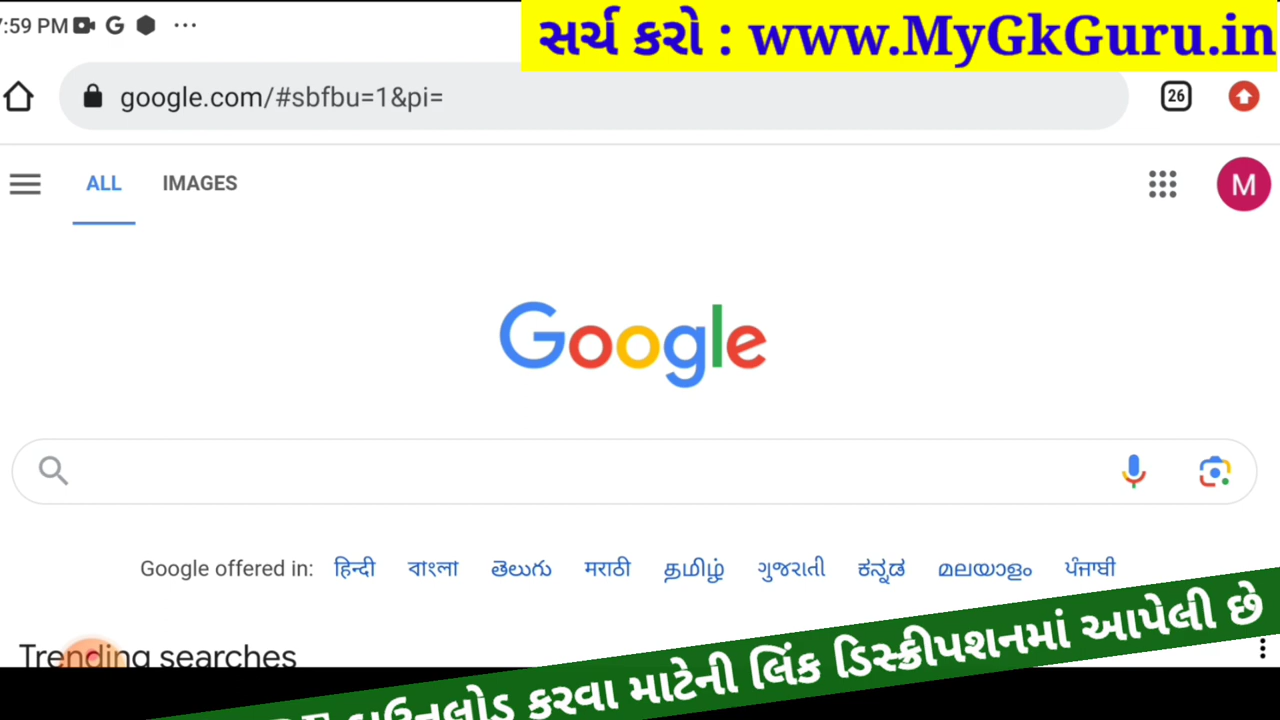 :59 PM
સર્ચ કરો : www.MyGkGuru.in
google.com/#sbfbu=1&pi=
26
ALL IMAGES
M
Google
Google offered in: हिन्दी বাংলা తెలుగు मराठी தமிழ் ગુજરાતી ಕನ್ನಡ മലയാളം ਪੰਜਾਬੀ
Trending searches
ડાઉનલોડ કરવા માટેની લિંક ડિસ્ક્રીપશનમાં આપેલી છે